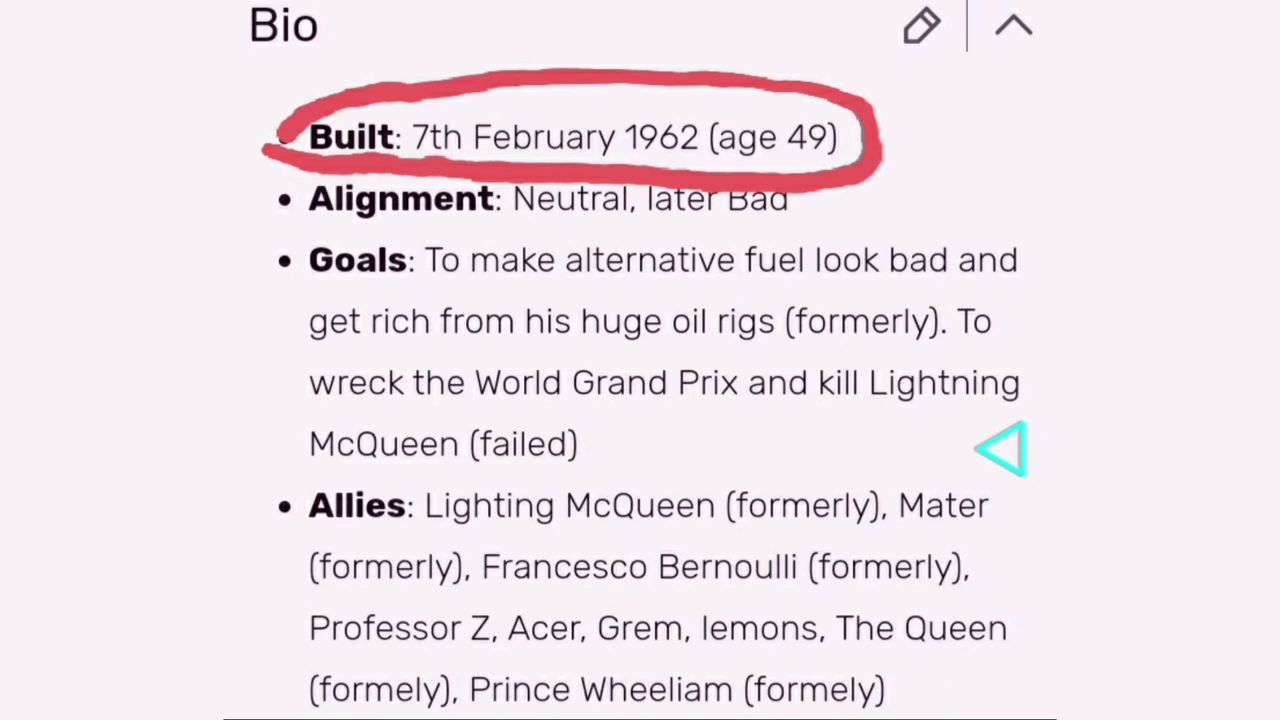 Bio
Built: 7th February 1962 (age 49)
Alignment: Neutral, later Bad
Goals: To make alternative fuel look bad and
get rich from his huge oil rigs (formerly). To
wreck the World Grand Prix and kill Lightning
McQueen (failed)
Allies: Lighting McQueen (formerly), Mater
(formerly), Francesco Bernoulli (formerly),
Professor Z, Acer, Grem, lemons, The Queen
(formely), Prince Wheeliam (formely)